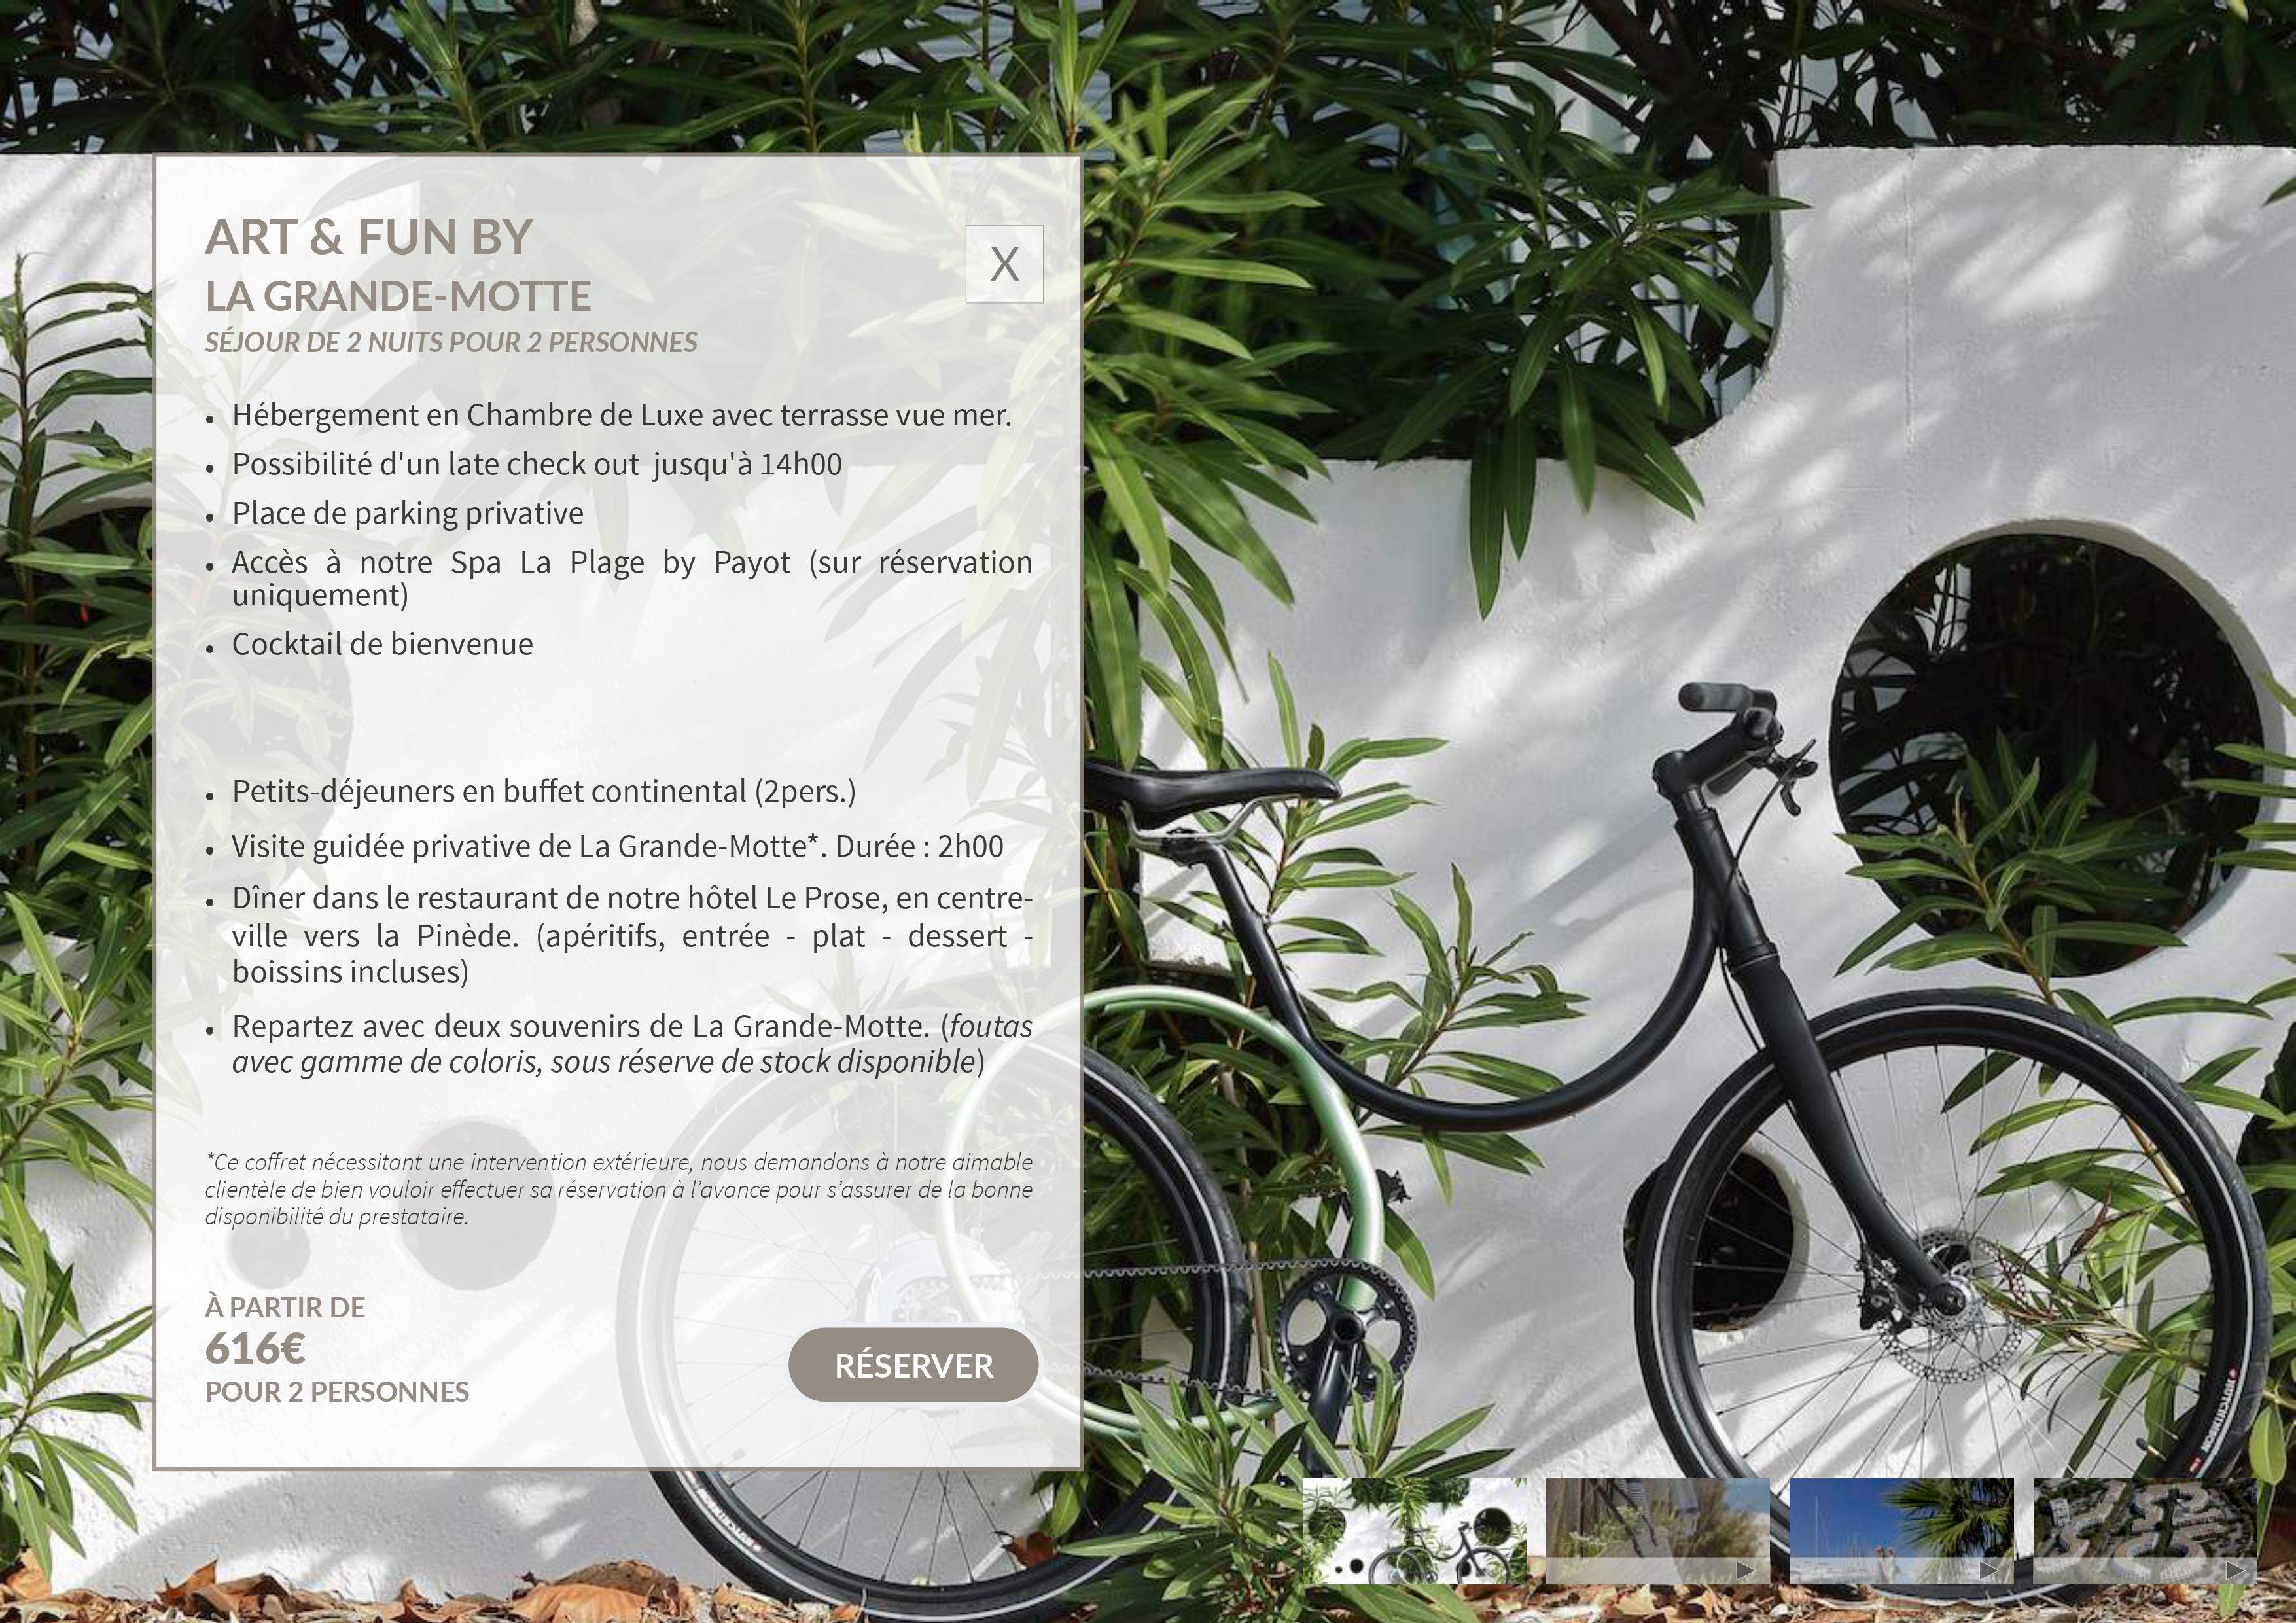 ART & FUN BY
LA GRANDE-MOTTE
SÉJOUR DE 2 NUITS POUR 2 PERSONNES
X
• Hébergement en Chambre de Luxe avec terrasse vue mer.
• Possibilité d'un late check out  jusqu'à 14h00
• Place de parking privative
• Accès à notre Spa La Plage by Payot (sur réservation
uniquement)
• Cocktail de bienvenue
• Petits-déjeuners en buffet continental (2pers.)
• Visite guidée privative de La Grande-Motte*. Durée : 2h00
• Dîner dans le restaurant de notre hôtel Le Prose, en centre-
ville vers la Pinède. (apéritifs, entrée - plat - dessert -
boissins incluses)
• Repartez avec deux souvenirs de La Grande-Motte. (foutas
avec gamme de coloris, sous réserve de stock disponible)
*Ce coffret nécessitant une intervention extérieure, nous demandons à notre aimable
clientèle de bien vouloir effectuer sa réservation à l’avance pour s’assurer de la bonne
disponibilité du prestataire.
À PARTIR DE
616€
POUR 2 PERSONNES
RÉSERVER